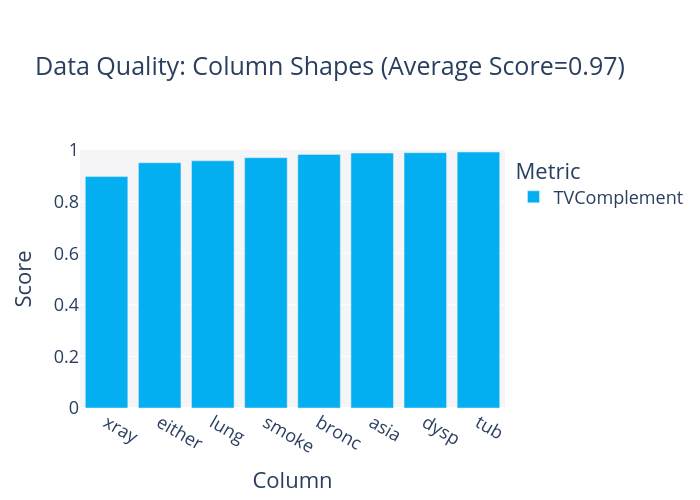 Data Quality: Column Shapes (Average Score=0.97)
Metric
TVComplement
Score
1
0.8
0.6
0.4
0.2
0
xray
either
lung
smoke
bronc
asia
dysp
tub
Column